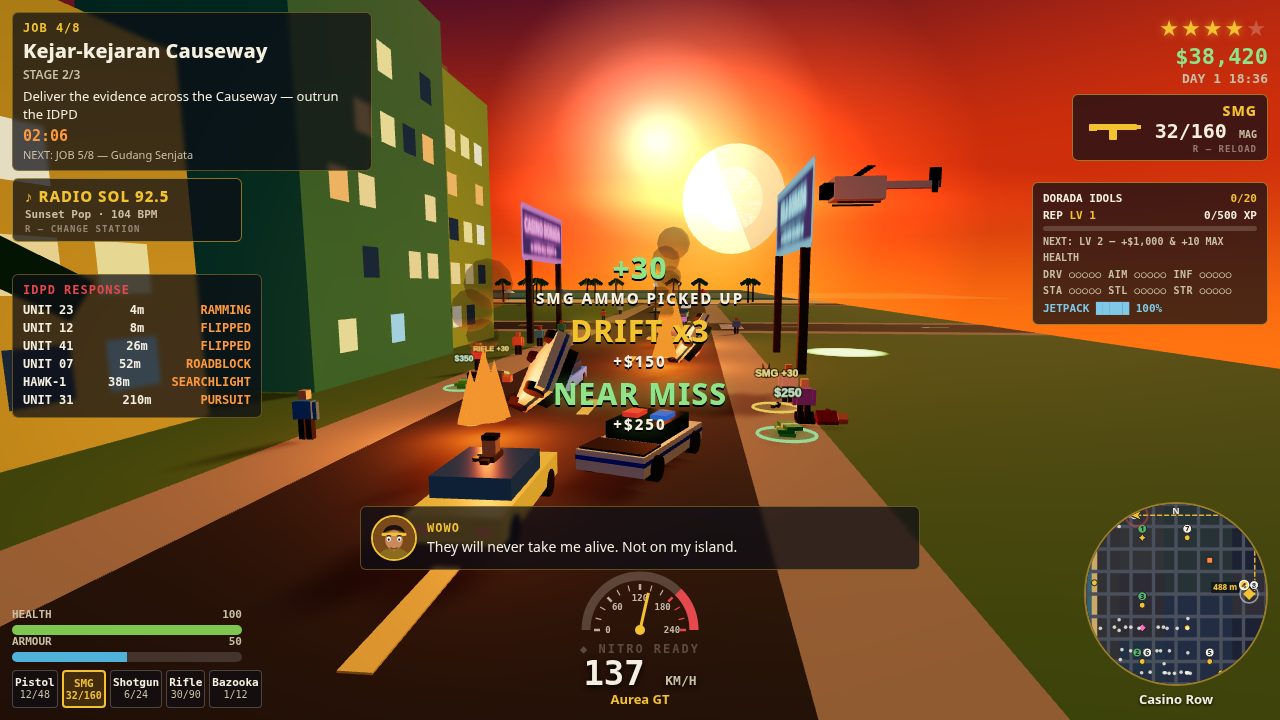 JOB 4/8
Kejar-kejaran Causeway
STAGE 2/3
Deliver the evidence across the Causeway — outrun
the IDPD
02:06
NEXT: JOB 5/8 — Gudang Senjata
♪ RADIO SOL 92.5
Sunset Pop · 104 BPM
R — CHANGE STATION
IDPD RESPONSE
UNIT 23 4m RAMMING
UNIT 12 8m FLIPPED
UNIT 41 26m FLIPPED
UNIT 07 52m ROADBLOCK
HAWK-1 38m SEARCHLIGHT
UNIT 31 210m PURSUIT
★★★★★
$38,420
DAY 1 18:36
SMG
32/160 MAG
R — RELOAD
DORADA IDOLS 0/20
REP LV 1 0/500 XP
NEXT: LV 2 — +$1,000 & +10 MAX
HEALTH
DRV ○○○○○ AIM ○○○○○ INF ○○○○○
STA ○○○○○ STL ○○○○○ STR ○○○○○
JETPACK █████ 100%
+30
SMG AMMO PICKED UP
DRIFT x3
+$150
NEAR MISS
+$250
RIFLE +30
$350
SMG +30
$250
WOWO
They will never take me alive. Not on my island.
0 60 120 180 240
◆ NITRO READY
137 KM/H
Aurea GT
HEALTH 100
ARMOUR 50
Pistol
12/48
SMG
32/160
Shotgun
6/24
Rifle
30/90
Bazooka
1/12
N
488 m
Casino Row